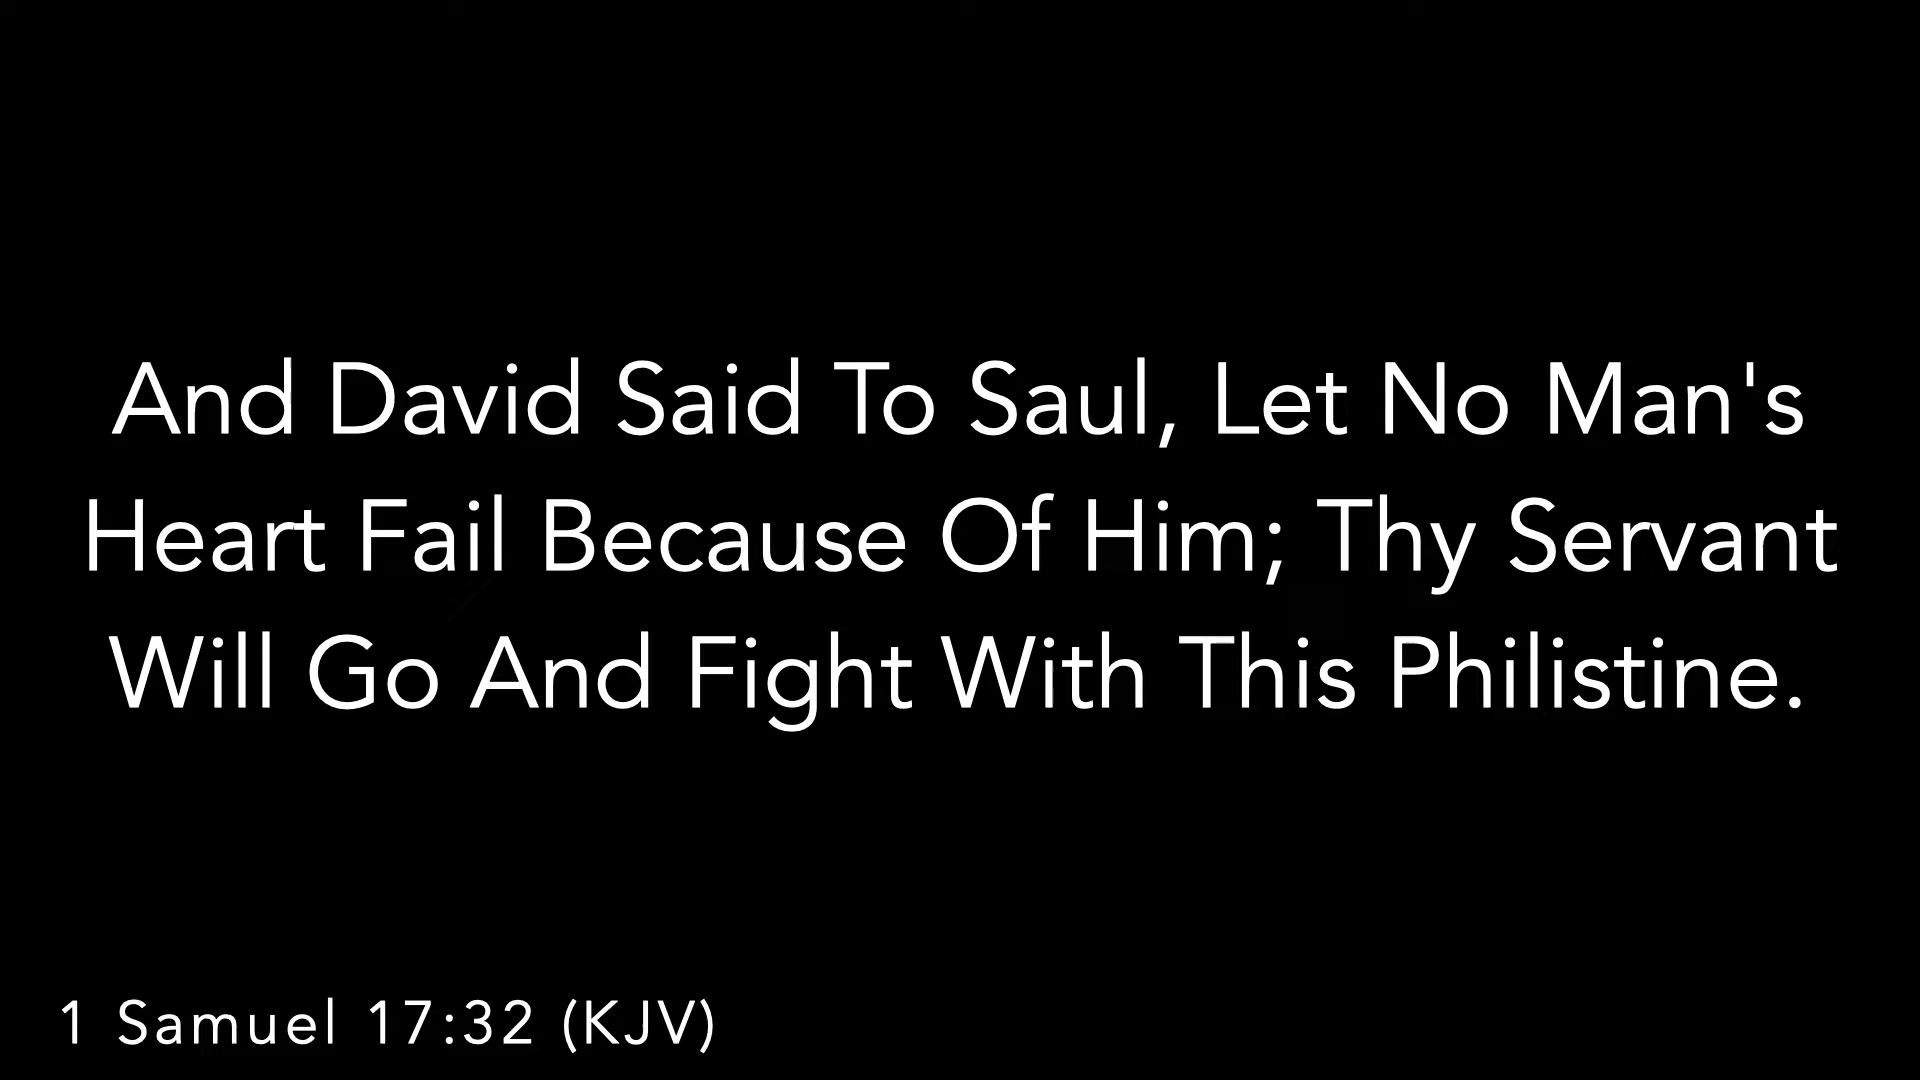 And David Said To Saul, Let No Man's
Heart Fail Because Of Him; Thy Servant
Will Go And Fight With This Philistine.
1 Samuel 17:32 (KJV)